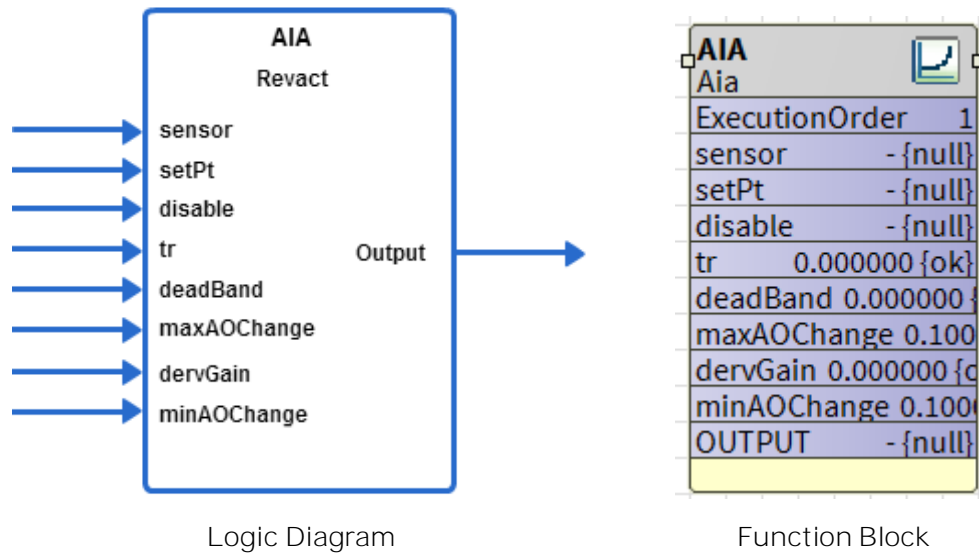 AIA
Revact
sensor
setPt
disable
tr
Output
deadBand
maxAOChange
dervGain
minAOChange
Logic Diagram
AIA
Aia
ExecutionOrder 1
sensor - {null}
setPt - {null}
disable - {null}
tr 0.000000 {ok}
deadBand 0.000000 {
maxAOChange 0.100
dervGain 0.000000 {
minAOChange 0.100
OUTPUT - {null}
Function Block